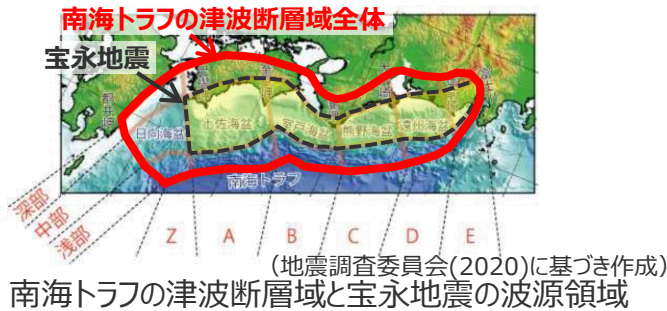 南海トラフの津波断層域全体
宝永地震
都井岬
日向海盆
土佐海盆
室戸海盆
熊野海盆
遠州海盆
南海トラフ
深部
中部
浅部
Z A B C D E
（地震調査委員会(2020)に基づき作成）
南海トラフの津波断層域と宝永地震の波源領域